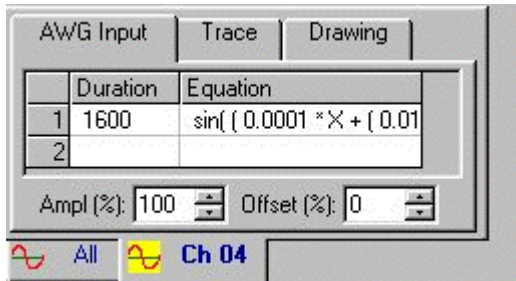 AWG Input Trace Drawing
Duration Equation
1 1600 sin( ( 0.0001 * X + ( 0.01
2
Ampl (%): 100 Offset (%): 0
All Ch 04